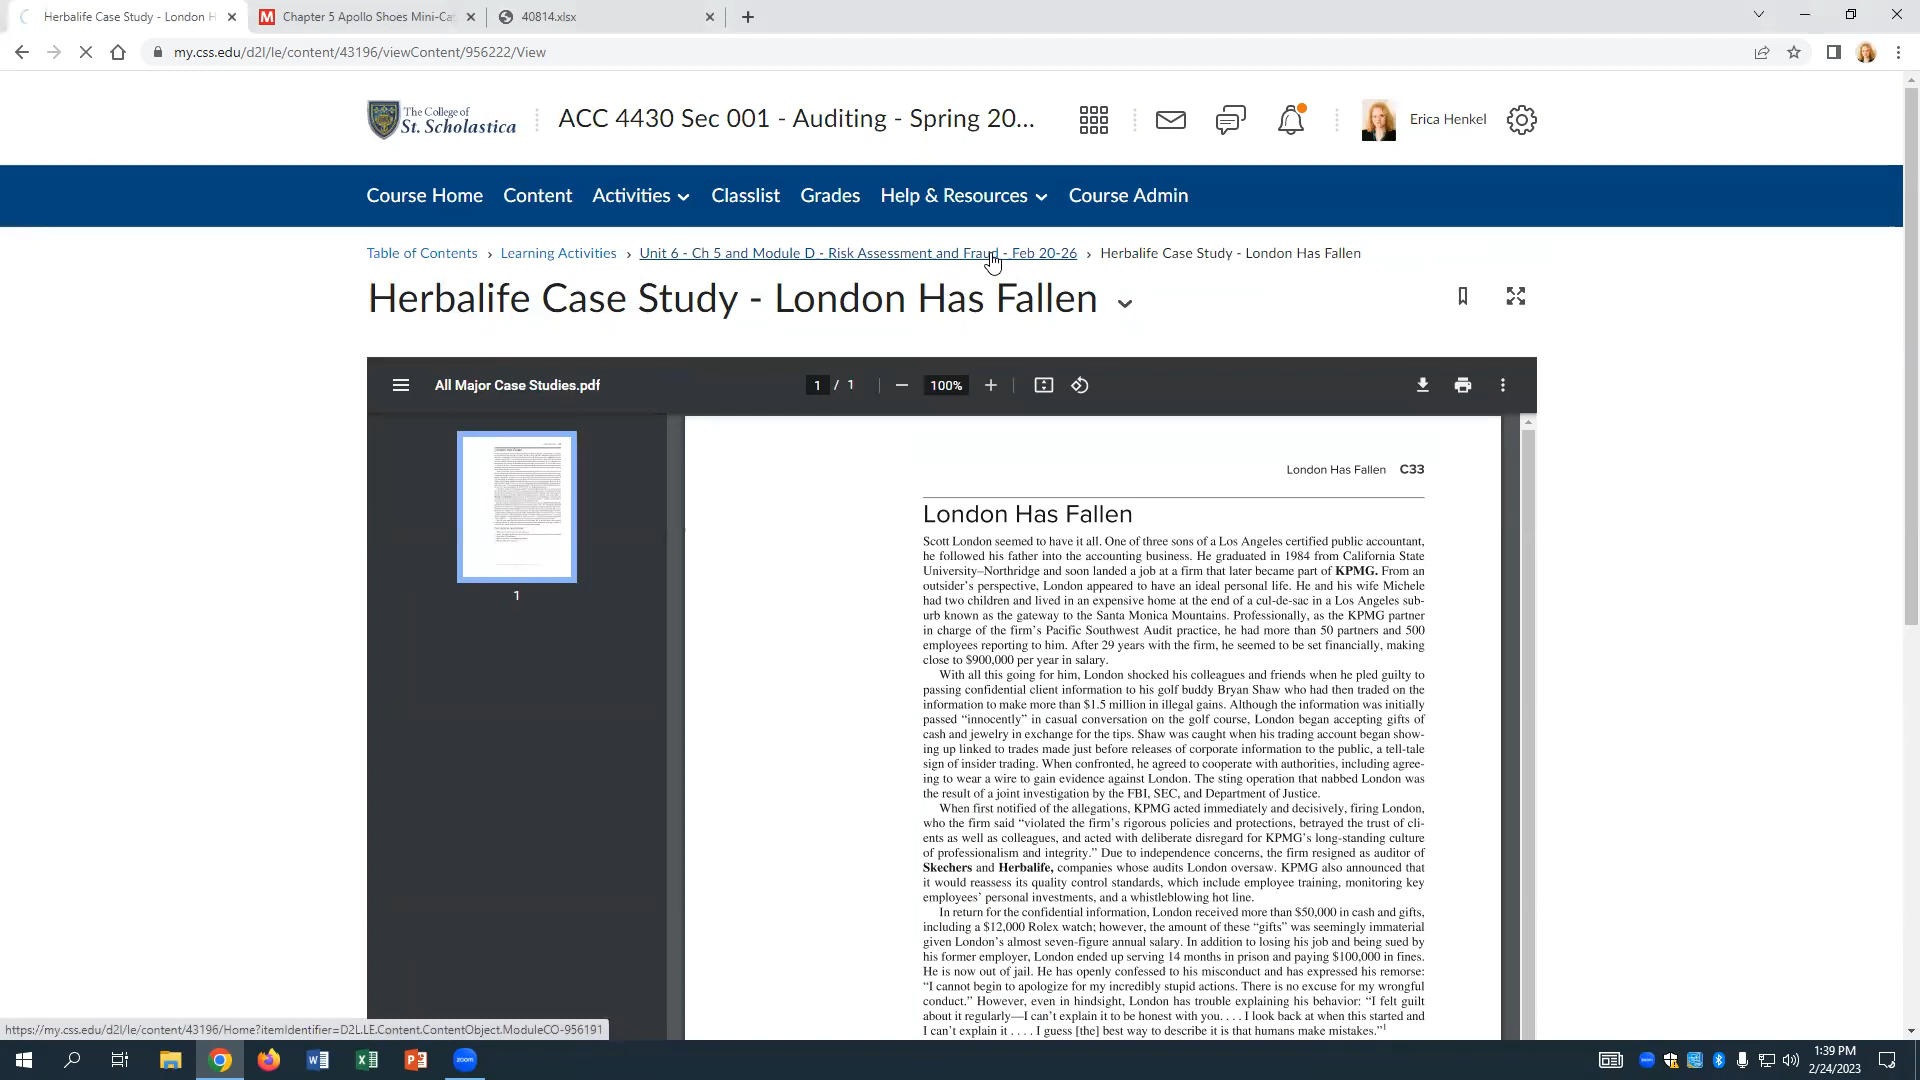 Herbalife Case Study - London H
Chapter 5 Apollo Shoes Mini-Ca
40814.xlsx
my.css.edu/d2l/le/content/43196/viewContent/956222/View
The College of
St. Scholastica
ACC 4430 Sec 001 - Auditing - Spring 20...
Erica Henkel
Course Home
Content
Activities
Classlist
Grades
Help & Resources
Course Admin
Table of Contents › Learning Activities › Unit 6 - Ch 5 and Module D - Risk Assessment and Fraud - Feb 20-26 › Herbalife Case Study - London Has Fallen
Herbalife Case Study - London Has Fallen
All Major Case Studies.pdf
1 / 1
100%
1
London Has Fallen C33
London Has Fallen
Scott London seemed to have it all. One of three sons of a Los Angeles certified public accountant,
he followed his father into the accounting business. He graduated in 1984 from California State
University–Northridge and soon landed a job at a firm that later became part of KPMG. From an
outsider's perspective, London appeared to have an ideal personal life. He and his wife Michele
had two children and lived in an expensive home at the end of a cul-de-sac in a Los Angeles sub-
urb known as the gateway to the Santa Monica Mountains. Professionally, as the KPMG partner
in charge of the firm's Pacific Southwest Audit practice, he had more than 50 partners and 500
employees reporting to him. After 29 years with the firm, he seemed to be set financially, making
close to $900,000 per year in salary.
With all this going for him, London shocked his colleagues and friends when he pled guilty to
passing confidential client information to his golf buddy Bryan Shaw who had then traded on the
information to make more than $1.5 million in illegal gains. Although the information was initially
passed “innocently” in casual conversation on the golf course, London began accepting gifts of
cash and jewelry in exchange for the tips. Shaw was caught when his trading account began show-
ing up linked to trades made just before releases of corporate information to the public, a tell-tale
sign of insider trading. When confronted, he agreed to cooperate with authorities, including agree-
ing to wear a wire to gain evidence against London. The sting operation that nabbed London was
the result of a joint investigation by the FBI, SEC, and Department of Justice.
When first notified of the allegations, KPMG acted immediately and decisively, firing London,
who the firm said “violated the firm's rigorous policies and protections, betrayed the trust of cli-
ents as well as colleagues, and acted with deliberate disregard for KPMG's long-standing culture
of professionalism and integrity.” Due to independence concerns, the firm resigned as auditor of
Skechers and Herbalife, companies whose audits London oversaw. KPMG also announced that
it would reassess its quality control standards, which include employee training, monitoring key
employees' personal investments, and a whistleblowing hot line.
In return for the confidential information, London received more than $50,000 in cash and gifts,
including a $12,000 Rolex watch; however, the amount of these “gifts” was seemingly immaterial
given London's almost seven-figure annual salary. In addition to losing his job and being sued by
his former employer, London ended up serving 14 months in prison and paying $100,000 in fines.
He is now out of jail. He has openly confessed to his misconduct and has expressed his remorse:
“I cannot begin to apologize for my incredibly stupid actions. There is no excuse for my wrongful
conduct.” However, even in hindsight, London has trouble explaining his behavior: “I felt guilt
about it regularly—I can't explain it to be honest with you. . . . I look back at when this started and
I can't explain it . . . . I guess [the] best way to describe it is that humans make mistakes.”1
https://my.css.edu/d2l/le/content/43196/Home?itemIdentifier=D2L.LE.Content.ContentObject.ModuleCO-956191
zoom
1:39 PM
2/24/2023